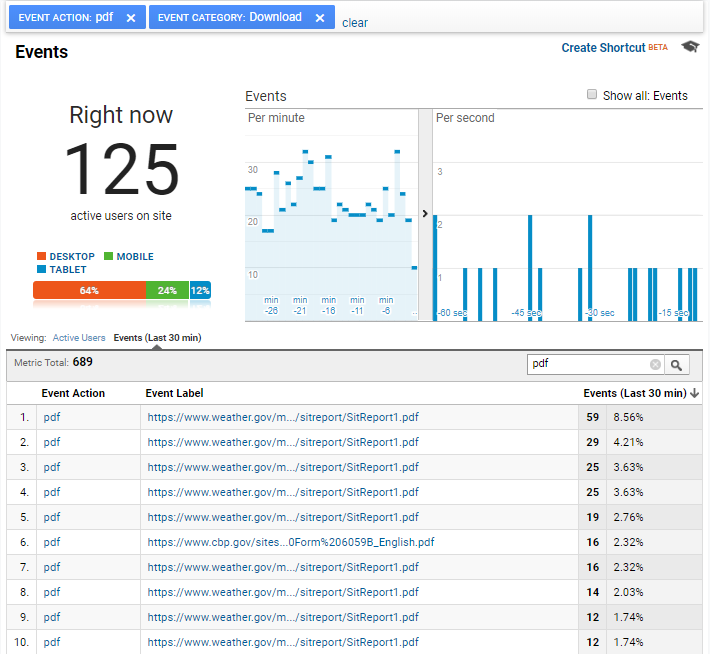 EVENT ACTION: pdf ✕ EVENT CATEGORY: Download ✕ clear
Events
Create Shortcut BETA
Right now
125
active users on site
DESKTOP MOBILE
TABLET
64% 24% 12%
Events
Show all: Events
Per minute
30
20
10
min -26
min -21
min -16
min -11
min -6
...
Per second
3
2
1
-60 sec
-45 sec
-30 sec
-15 sec
Viewing: Active Users Events (Last 30 min)
Metric Total: 689
pdf
Event Action Event Label Events (Last 30 min)
1. pdf https://www.weather.gov/m.../sitreport/SitReport1.pdf 59 8.56%
2. pdf https://www.weather.gov/m.../sitreport/SitReport1.pdf 29 4.21%
3. pdf https://www.weather.gov/m.../sitreport/SitReport1.pdf 25 3.63%
4. pdf https://www.weather.gov/m.../sitreport/SitReport1.pdf 25 3.63%
5. pdf https://www.weather.gov/m.../sitreport/SitReport1.pdf 19 2.76%
6. pdf https://www.cbp.gov/sites...0Form%206059B_English.pdf 16 2.32%
7. pdf https://www.weather.gov/m.../sitreport/SitReport1.pdf 16 2.32%
8. pdf https://www.weather.gov/m.../sitreport/SitReport1.pdf 14 2.03%
9. pdf https://www.weather.gov/m.../sitreport/SitReport1.pdf 12 1.74%
10. pdf https://www.weather.gov/m.../sitreport/SitReport1.pdf 12 1.74%